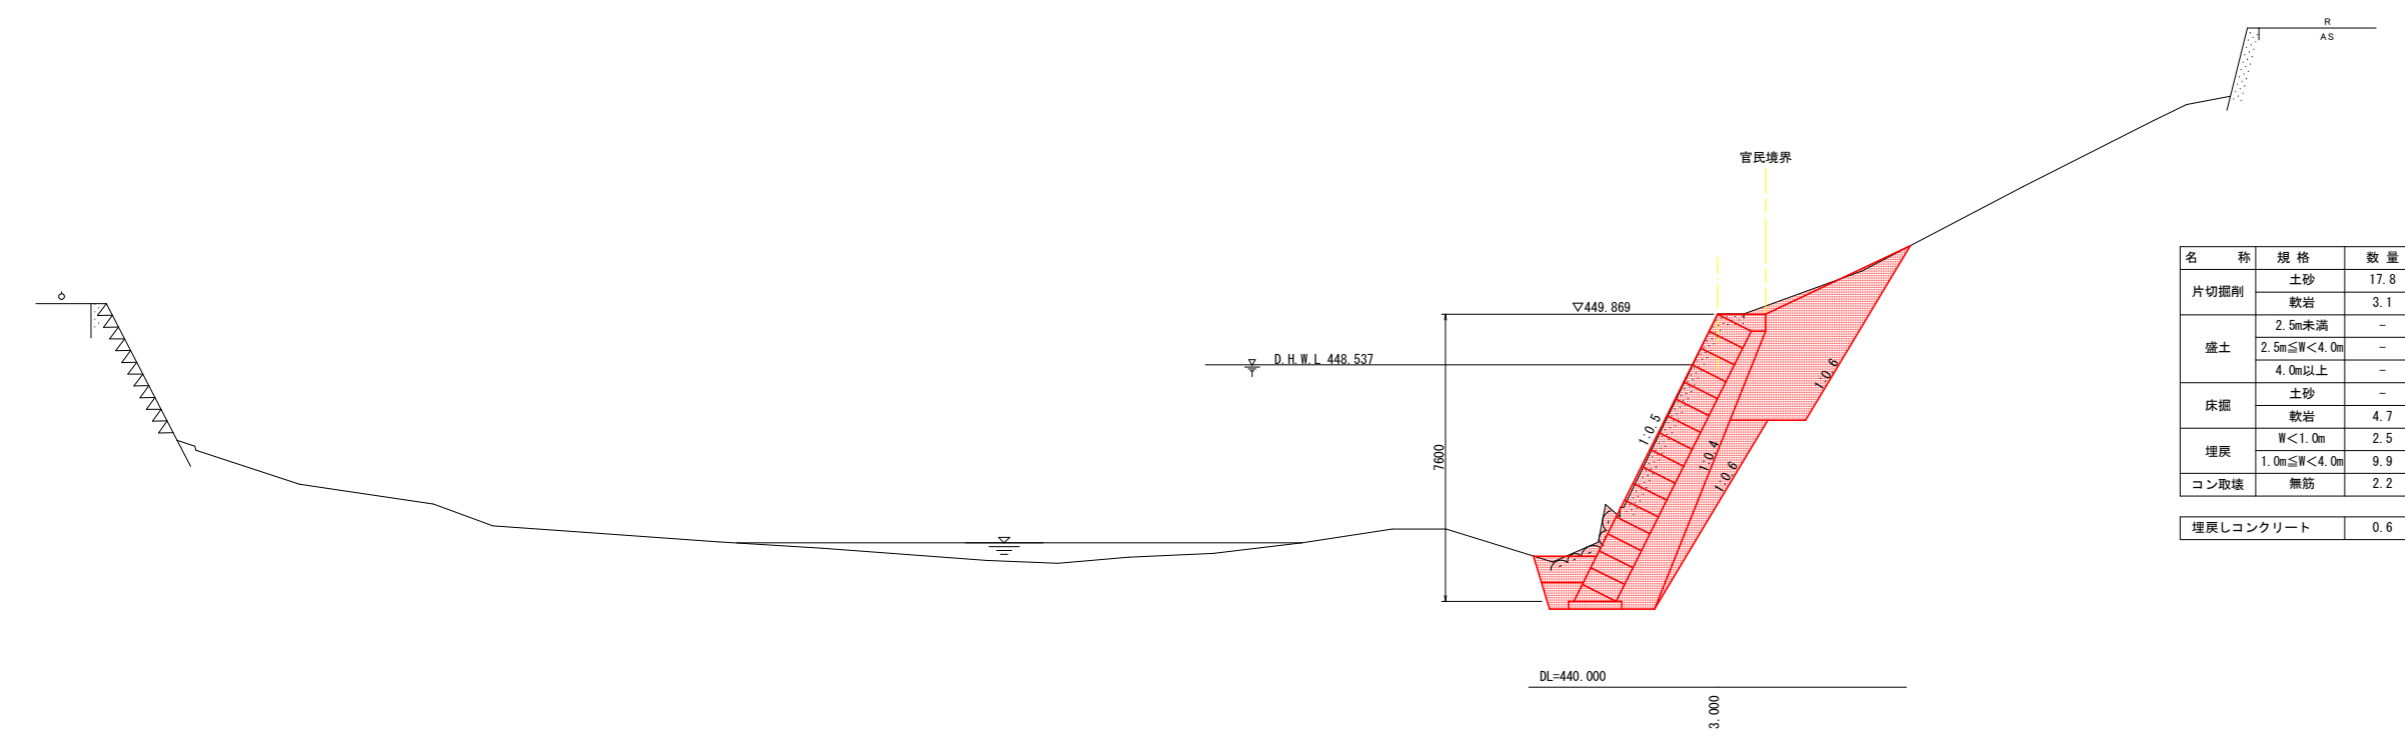 R
AS
官民境界
▽449.869
D.H.W.L 448.537
7600
1:0.5
1:0.4
1:0.6
1:0.6
DL=440.000
3.000
名 称 規 格 数 量
片切掘削 土砂 17.8
軟岩 3.1
盛土 2.5m未満 −
2.5m≦W<4.0m −
4.0m以上 −
床掘 土砂 −
軟岩 4.7
埋戻 W<1.0m 2.5
1.0m≦W<4.0m 9.9
コン取壊 無筋 2.2
埋戻しコンクリート 0.6